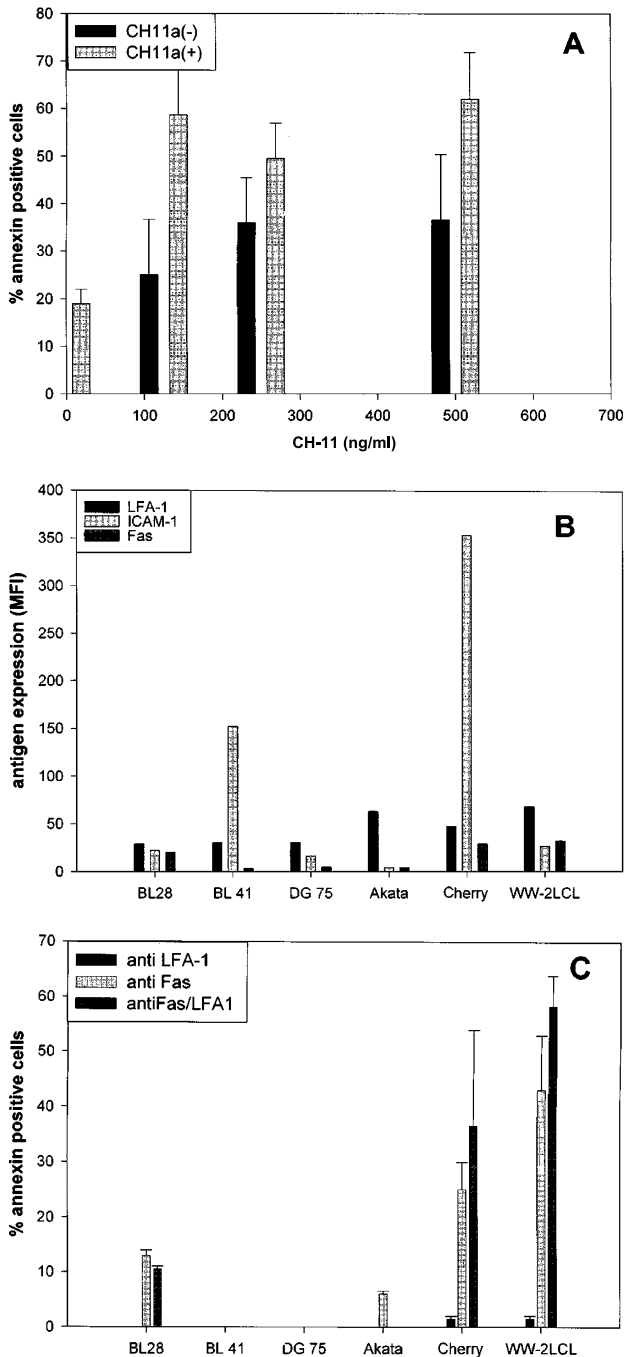 80
70
60
50
40
30
20
10
0
% annexin positive cells
CH11a(-)
CH11a(+)
A
0 100 200 300 400 500 600 700
CH-11 (ng/ml)
400
350
300
250
200
150
100
50
0
antigen expression (MFI)
LFA-1
ICAM-1
Fas
B
BL28 BL 41 DG 75 Akata Cherry WW-2LCL
70
60
50
40
30
20
10
0
% annexin positive cells
anti LFA-1
anti Fas
antiFas/LFA1
C
BL28 BL 41 DG 75 Akata Cherry WW-2LCL